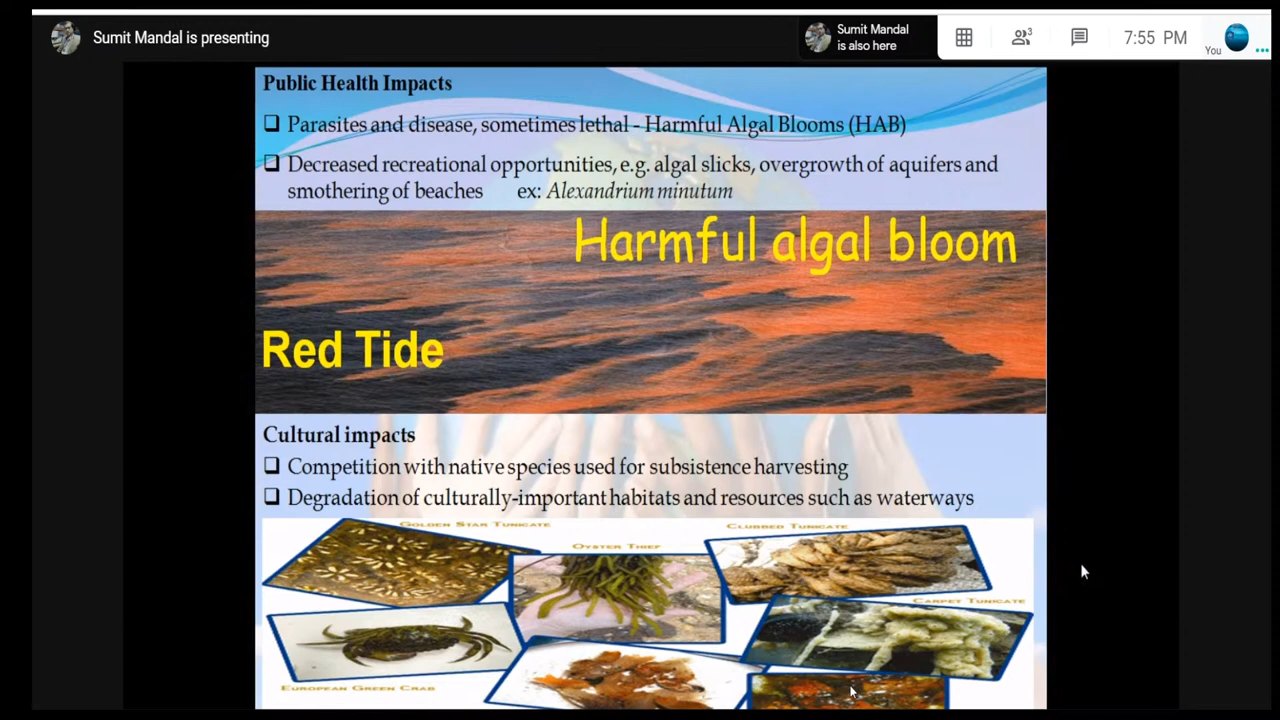 Sumit Mandal is presenting
Sumit Mandal
is also here
3
7:55 PM
You
Public Health Impacts
Parasites and disease, sometimes lethal - Harmful Algal Blooms (HAB)
Decreased recreational opportunities, e.g. algal slicks, overgrowth of aquifers and
smothering of beaches ex: Alexandrium minutum
Harmful algal bloom
Red Tide
Cultural impacts
Competition with native species used for subsistence harvesting
Degradation of culturally-important habitats and resources such as waterways
Golden Star Tunicate
Clubbed Tunicate
Oyster Thief
Carpet Tunicate
European Green Crab